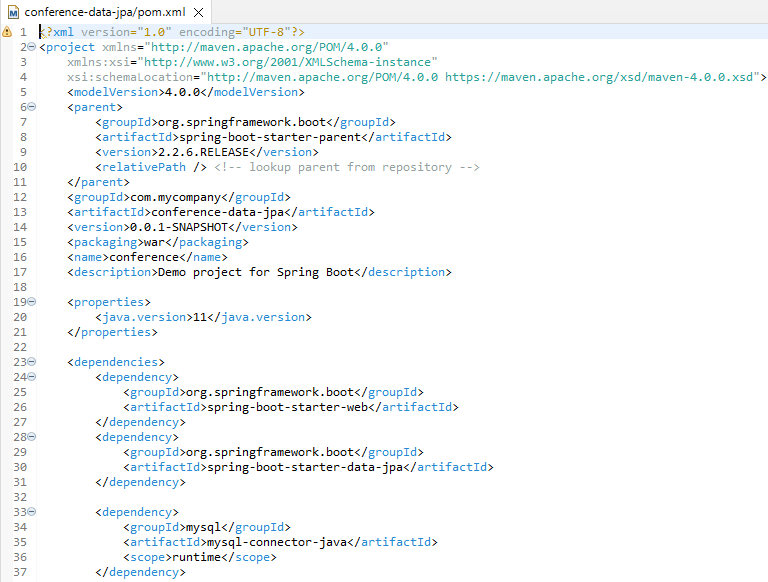 conference-data-jpa/pom.xml
1 <?xml version="1.0" encoding="UTF-8"?>
2 <project xmlns="http://maven.apache.org/POM/4.0.0"
3     xmlns:xsi="http://www.w3.org/2001/XMLSchema-instance"
4     xsi:schemaLocation="http://maven.apache.org/POM/4.0.0 https://maven.apache.org/xsd/maven-4.0.0.xsd">
5     <modelVersion>4.0.0</modelVersion>
6     <parent>
7         <groupId>org.springframework.boot</groupId>
8         <artifactId>spring-boot-starter-parent</artifactId>
9         <version>2.2.6.RELEASE</version>
10         <relativePath /> <!-- lookup parent from repository -->
11     </parent>
12     <groupId>com.mycompany</groupId>
13     <artifactId>conference-data-jpa</artifactId>
14     <version>0.0.1-SNAPSHOT</version>
15     <packaging>war</packaging>
16     <name>conference</name>
17     <description>Demo project for Spring Boot</description>
18
19     <properties>
20         <java.version>11</java.version>
21     </properties>
22
23     <dependencies>
24         <dependency>
25             <groupId>org.springframework.boot</groupId>
26             <artifactId>spring-boot-starter-web</artifactId>
27         </dependency>
28         <dependency>
29             <groupId>org.springframework.boot</groupId>
30             <artifactId>spring-boot-starter-data-jpa</artifactId>
31         </dependency>
32
33         <dependency>
34             <groupId>mysql</groupId>
35             <artifactId>mysql-connector-java</artifactId>
36             <scope>runtime</scope>
37         </dependency>